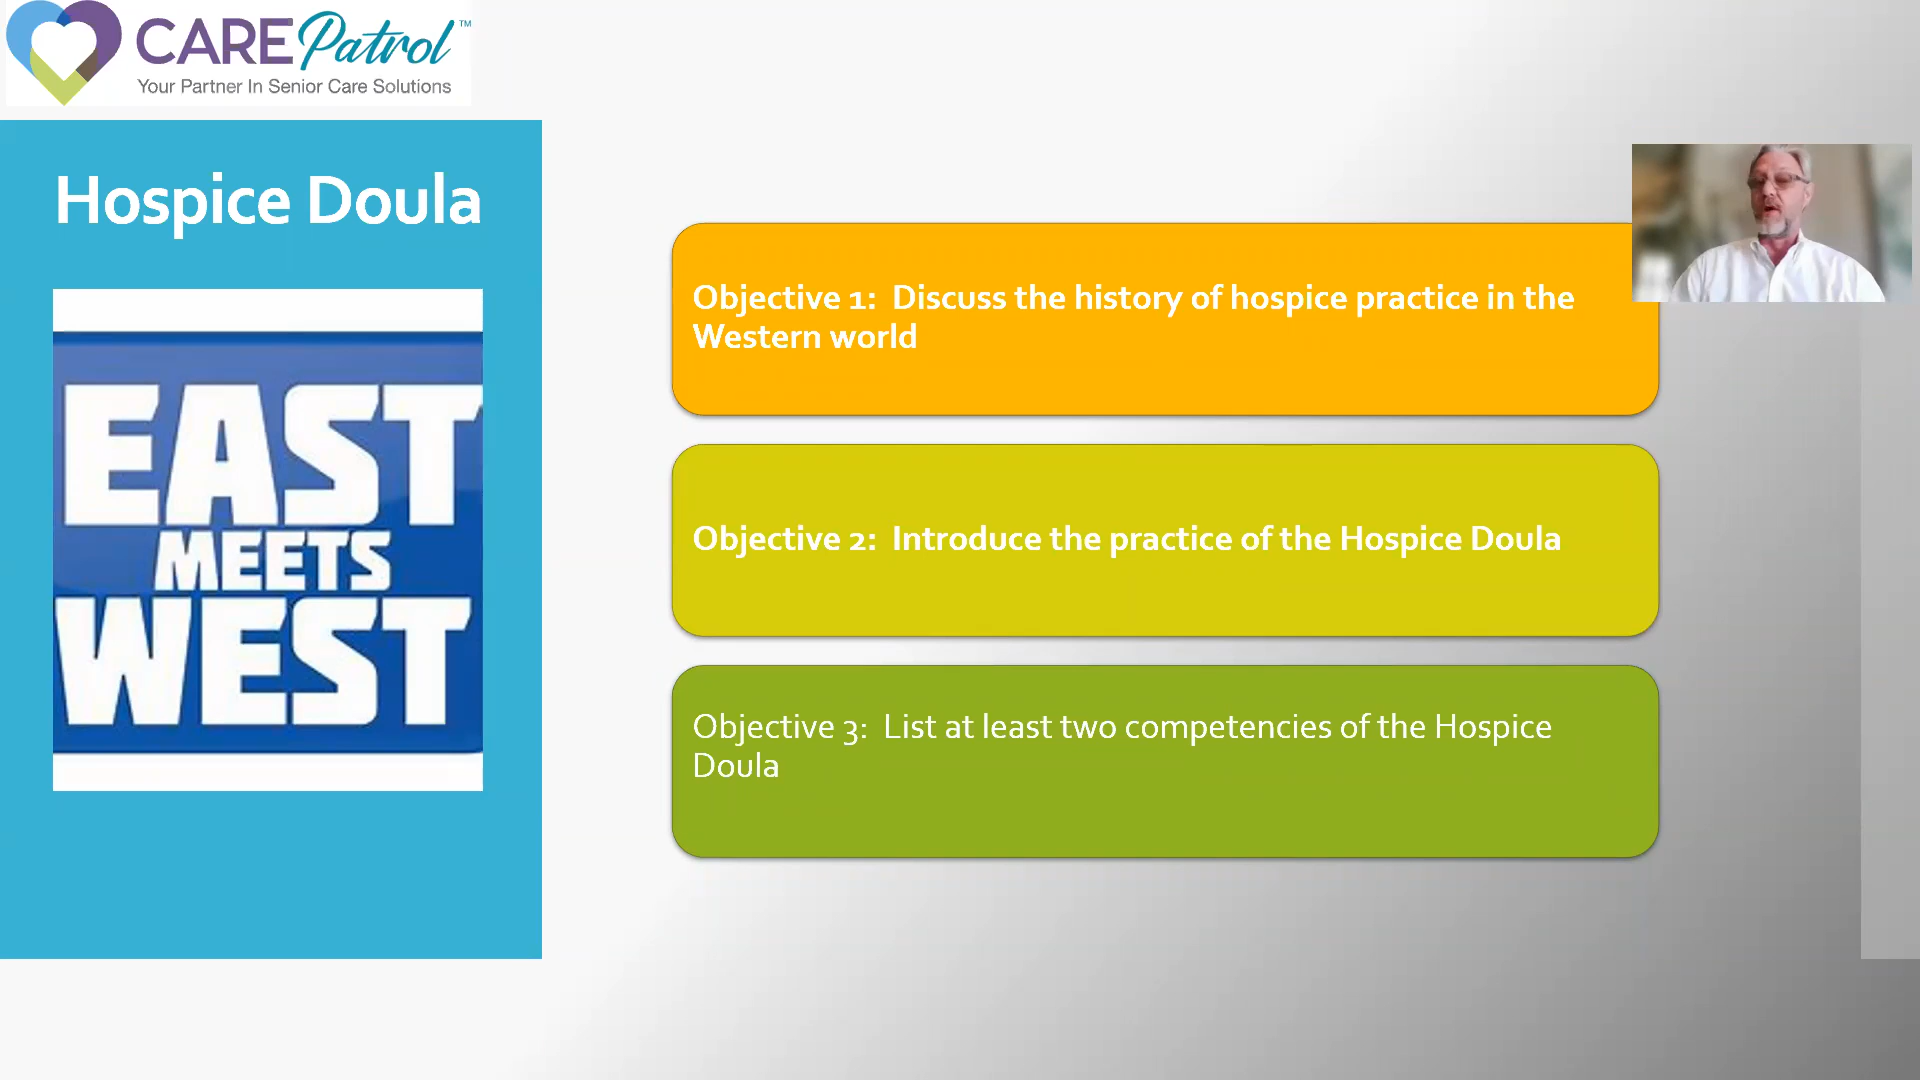 CAREPatrol™
Your Partner In Senior Care Solutions
Hospice Doula
EAST
MEETS
WEST
Objective 1:  Discuss the history of hospice practice in the
Western world
Objective 2:  Introduce the practice of the Hospice Doula
Objective 3:  List at least two competencies of the Hospice
Doula